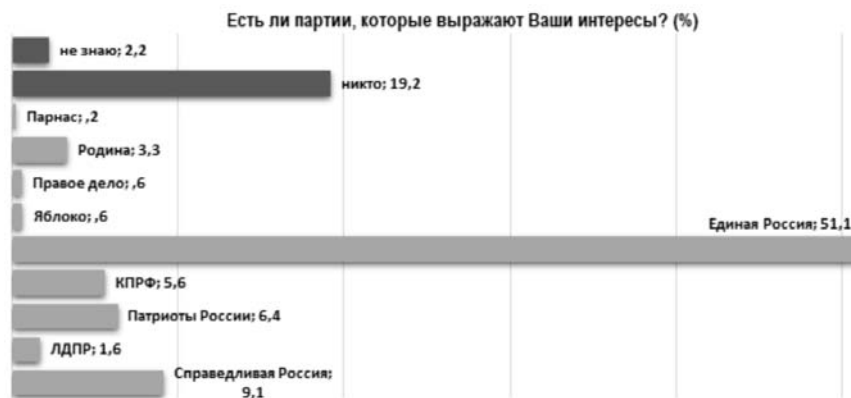 Есть ли партии, которые выражают Ваши интересы? (%)
не знаю; 2,2
никто; 19,2
Парнас; ,2
Родина; 3,3
Правое дело; ,6
Яблоко; ,6
Единая Россия; 51,1
КПРФ; 5,6
Патриоты России; 6,4
ЛДПР; 1,6
Справедливая Россия;
9,1